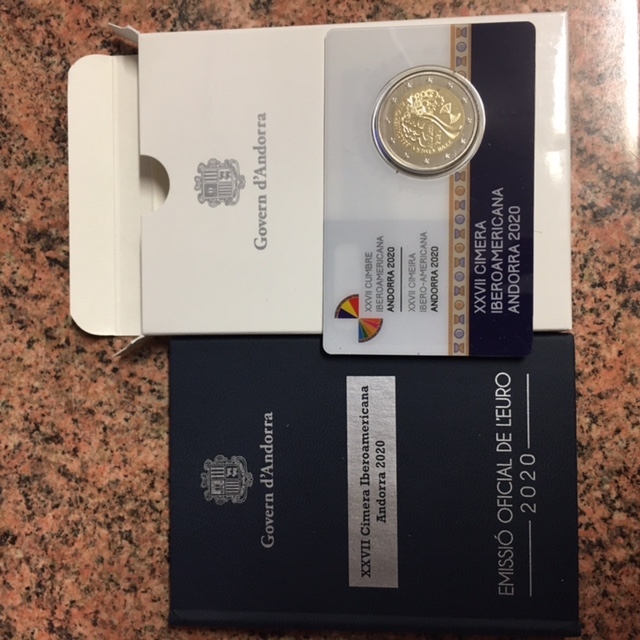 Govern d'Andorra
XXVII CUMBRE
IBEROAMERICANA
ANDORRA 2020
XXVII CIMEIRA
IBERO-AMERICANA
ANDORRA 2020
XXVII CIMERA
IBEROAMERICANA
ANDORRA 2020
Govern d'Andorra
XXVII Cimera Iberoamericana
Andorra 2020
EMISSIÓ OFICIAL DE L'EURO
2020